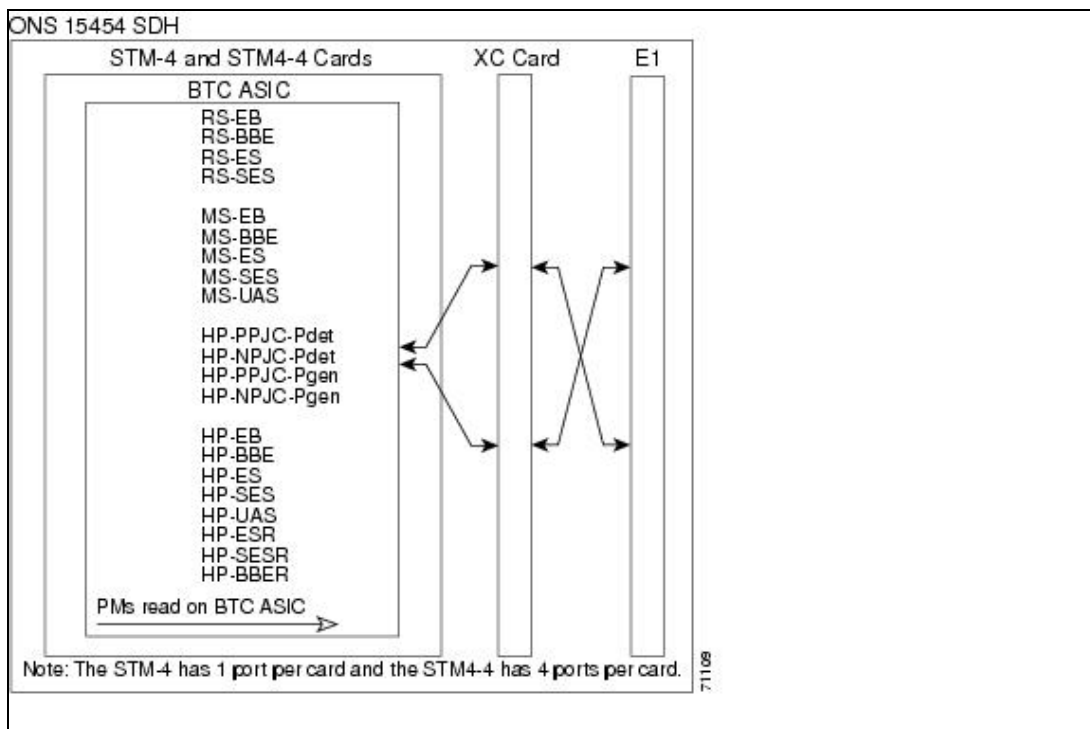 ONS 15454 SDH
STM-4 and STM4-4 Cards
XC Card
E1
BTC ASIC
RS-EB
RS-BBE
RS-ES
RS-SES
MS-EB
MS-BBE
MS-ES
MS-SES
MS-UAS
HP-PPJC-Pdet
HP-NPJC-Pdet
HP-PPJC-Pgen
HP-NPJC-Pgen
HP-EB
HP-BBE
HP-ES
HP-SES
HP-UAS
HP-ESR
HP-SESR
HP-BBER
PMs read on BTC ASIC
Note: The STM-4 has 1 port per card and the STM4-4 has 4 ports per card.
71109